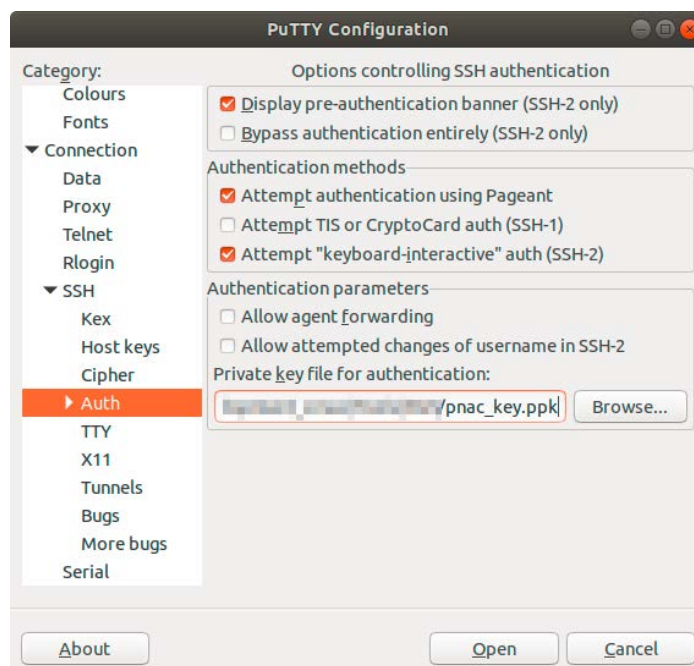 PuTTY Configuration
Category:
Colours
Fonts
Connection
Data
Proxy
Telnet
Rlogin
SSH
Kex
Host keys
Cipher
Auth
TTY
X11
Tunnels
Bugs
More bugs
Serial
Options controlling SSH authentication
Display pre-authentication banner (SSH-2 only)
Bypass authentication entirely (SSH-2 only)
Authentication methods
Attempt authentication using Pageant
Attempt TIS or CryptoCard auth (SSH-1)
Attempt "keyboard-interactive" auth (SSH-2)
Authentication parameters
Allow agent forwarding
Allow attempted changes of username in SSH-2
Private key file for authentication:
/pnac_key.ppk
Browse...
About
Open
Cancel